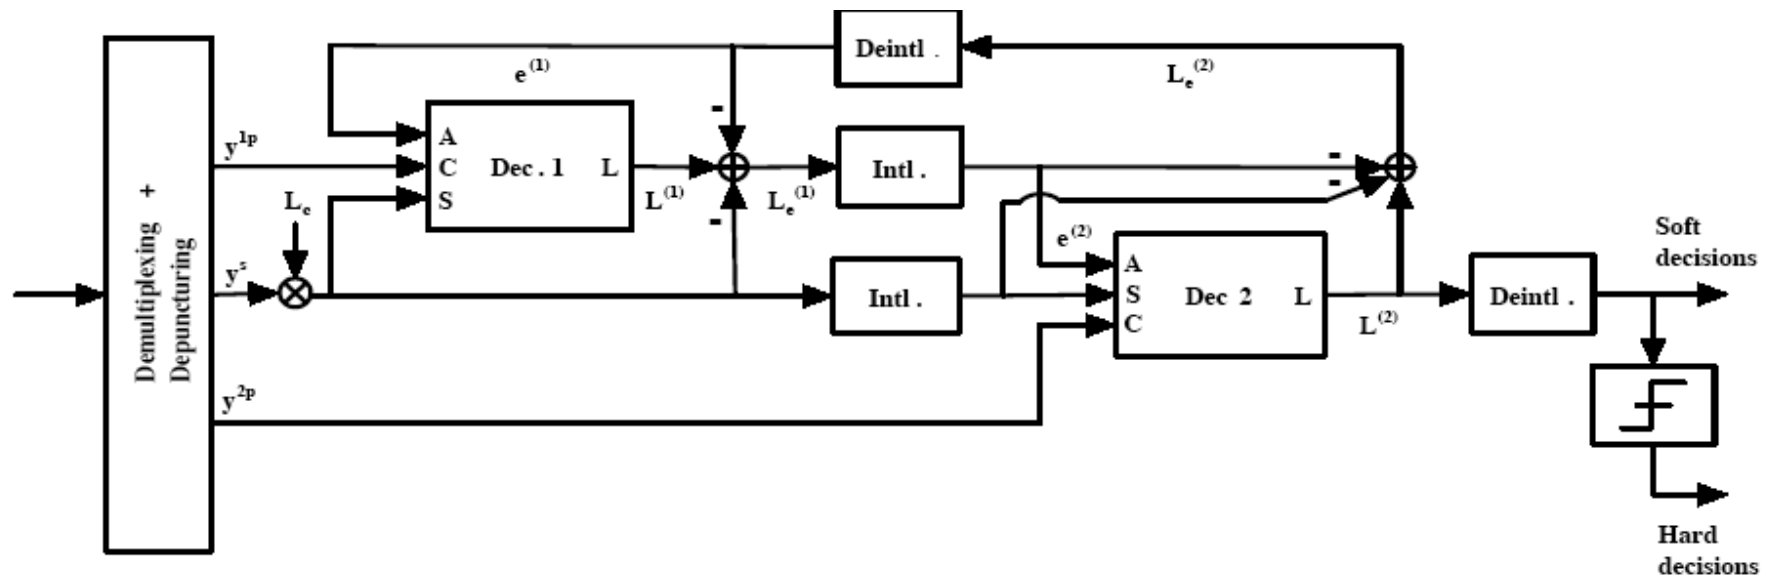 Deintl .
e(1)
Le(2)
y1p
A
C Dec . 1 L
S
Intl .
L(1)
Le(1)
Lc
Demultiplexing +
Depuncturing
ys
Intl .
e(2)
A
S Dec 2 L
C
L(2)
Deintl .
Soft
decisions
y2p
Hard
decisions